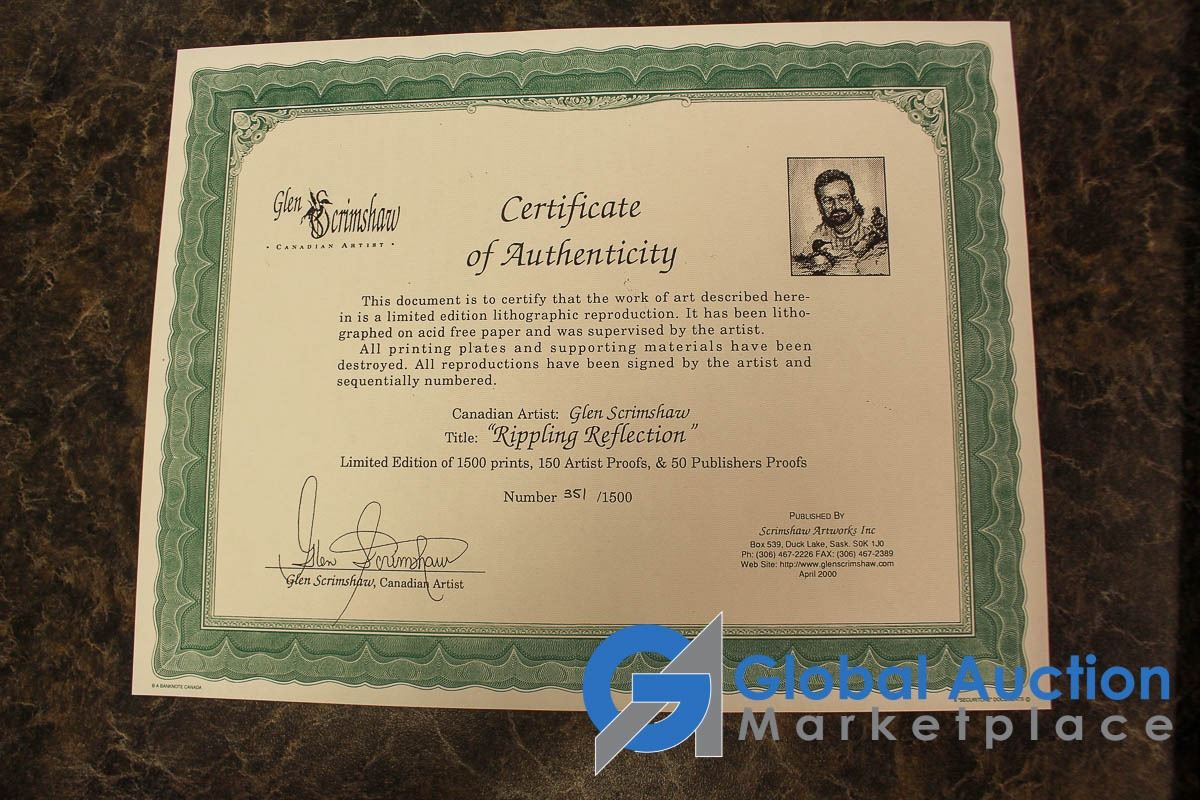 Glen Scrimshaw
• CANADIAN ARTIST •
Certificate
of Authenticity
This document is to certify that the work of art described here-
in is a limited edition lithographic reproduction. It has been litho-
graphed on acid free paper and was supervised by the artist.
All printing plates and supporting materials have been
destroyed. All reproductions have been signed by the artist and
sequentially numbered.
Canadian Artist: Glen Scrimshaw
Title: "Rippling Reflection"
Limited Edition of 1500 prints, 150 Artist Proofs, & 50 Publishers Proofs
Number 351 /1500
Glen Scrimshaw
Glen Scrimshaw, Canadian Artist
PUBLISHED BY
Scrimshaw Artworks Inc
Box 539, Duck Lake, Sask. S0K 1J0
Ph: (306) 467-2226 FAX: (306) 467-2389
Web Site: http://www.glenscrimshaw.com
April 2000
A BANKNOTE CANADA
GA Global Auction
Marketplace